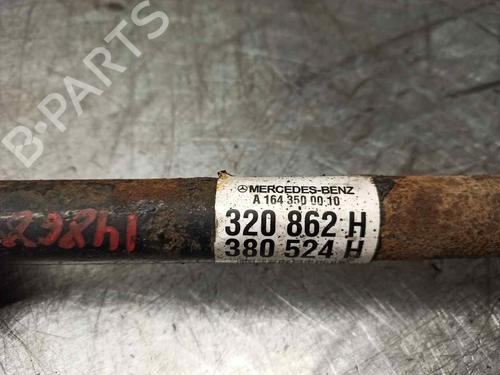 B-PARTS
MERCEDES-BENZ
A 164 350 00 10
320 862 H
380 524 H